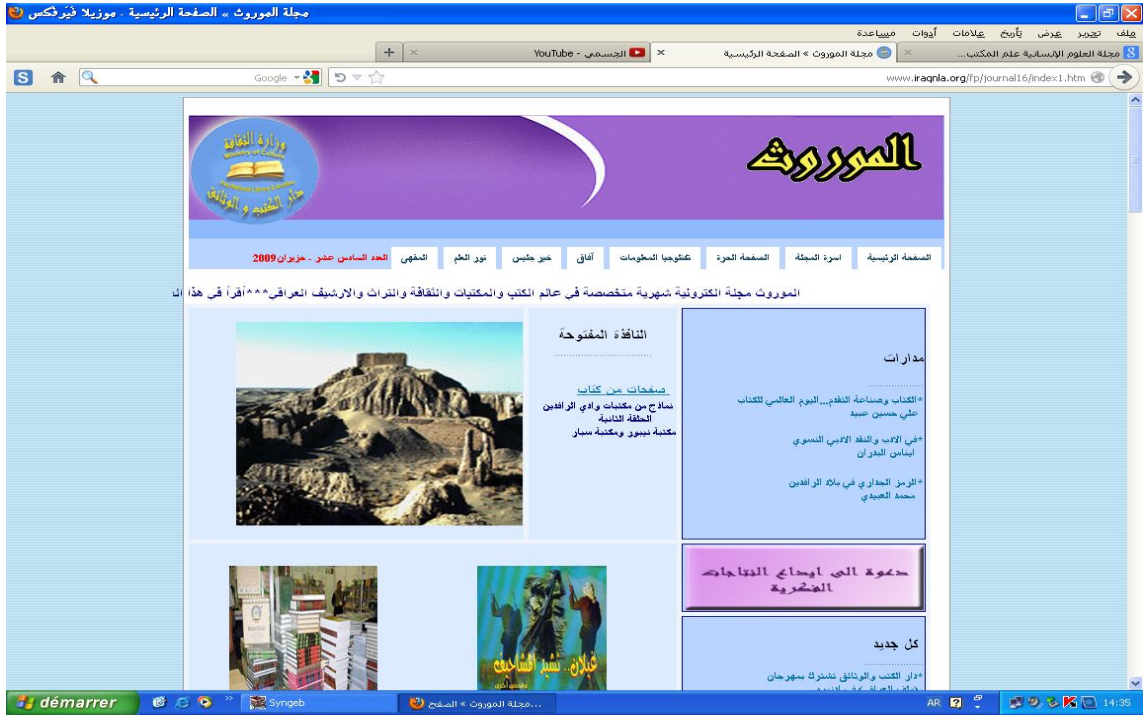 مجلة الموروث » الصفحة الرئيسية - موزيلا فَيَرفُكس
ملف تحرير عرض تأريخ علامات أدوات مساعدة
مجلة العلوم الإنسانية علم المكتب...
مجلة الموروث » الصفحة الرئيسية
الجسمي - YouTube
www.iraqnla.org/fp/journal16/index1.htm
Google
الموروث
وزارة الثقافة
Ministry of Culture
دار الكتب و الوثائق
الصفحة الرئيسية
اسرة المجلة
الصفحة الحرة
تكنلوجيا المعلومات
آفاق
خبر جليس
نور العلم
المقهى
العدد السادس عشر - حزيران 2009
الموروث مجلة الكترونية شهرية متخصصة في عالم الكتب والمكتبات والثقافة والتراث والارشيف العراقي***أقرأ في هذا
مدارات
*الكتاب وصناعة التقدم...اليوم العالمي للكتاب
علي حسين عبيد
*في الادب والنقد الادبي النسوي
ايناس البدران
*الرمز الجداري في بلاد الرافدين
محمد العبيدي
النافذة المفتوحة
صفحات من كتاب
نماذج من مكتبات وادي الرافدين
الحلقة الثانية
مكتبة نيبور ومكتبة سبار
دعوة الى ايداع النتاجات
الفكرية
كل جديد
*دار الكتب والوثائق تشترك بمهرجان
غيلان.. نشيد افشاحيف
démarrer
Syngeb
مجلة الموروث » الصفح...
AR
14:35